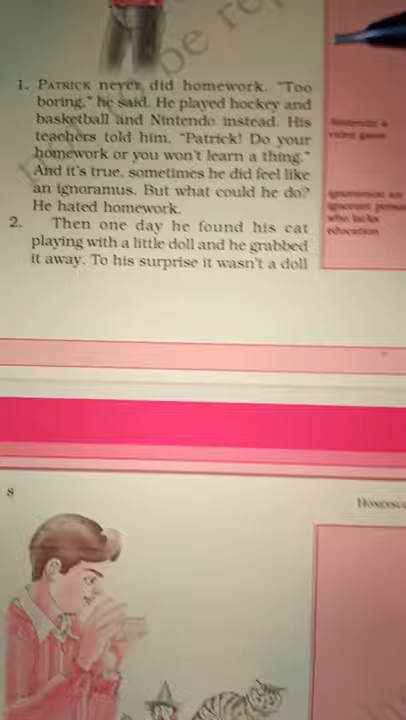 be re
1. PATRICK never did homework. "Too
boring," he said. He played hockey and
basketball and Nintendo instead. His
teachers told him, "Patrick! Do your
homework or you won't learn a thing."
And it's true, sometimes he did feel like
an ignoramus. But what could he do?
He hated homework.
2. Then one day he found his cat
playing with a little doll and he grabbed
it away. To his surprise it wasn't a doll
Nintendo: a
video game
ignoramus: an
ignorant person
who lacks
education
8